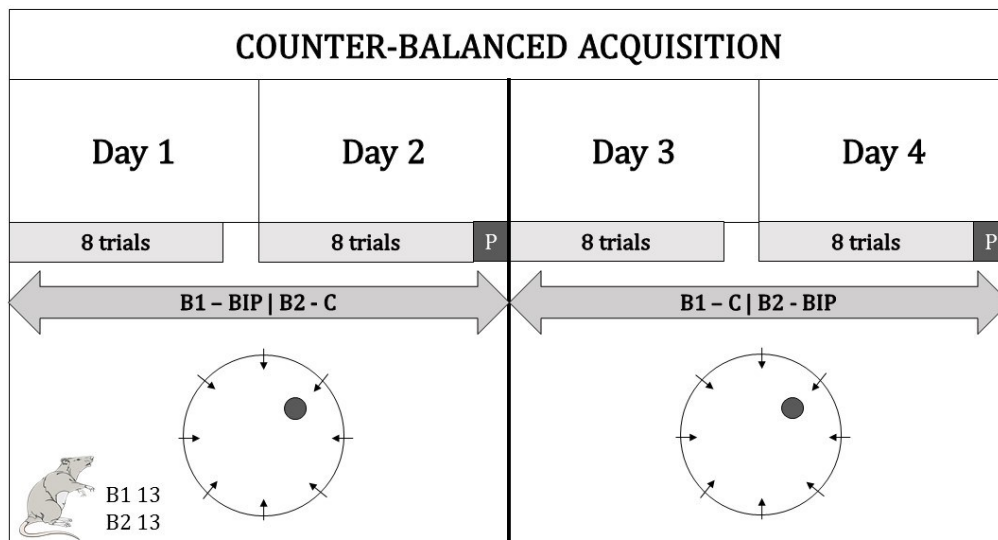 COUNTER-BALANCED ACQUISITION
Day 1
Day 2
Day 3
Day 4
8 trials
8 trials
P
8 trials
8 trials
P
B1 – BIP | B2 - C
B1 – C | B2 - BIP
B1 13
B2 13